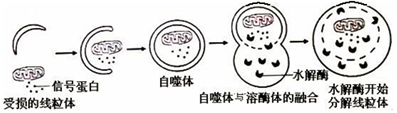 信号蛋白
受损的线粒体
自噬体
水解酶
自噬体与溶酶体的融合
水解酶开始
分解线粒体